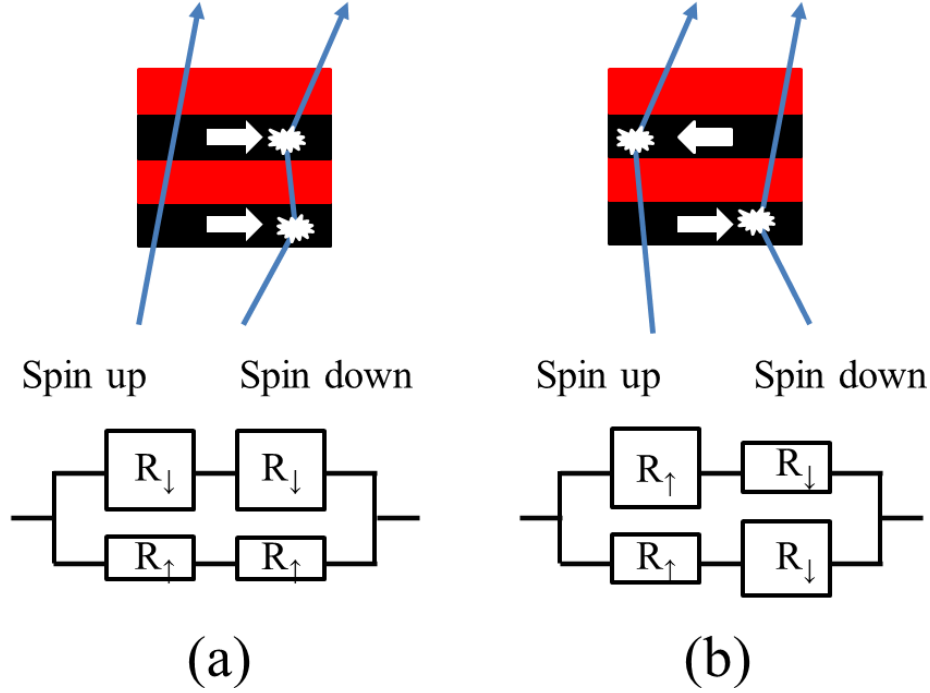 Spin up Spin down Spin up Spin down
R↓ R↓ R↑ R↓
R↑ R↑ R↑ R↓
(a) (b)